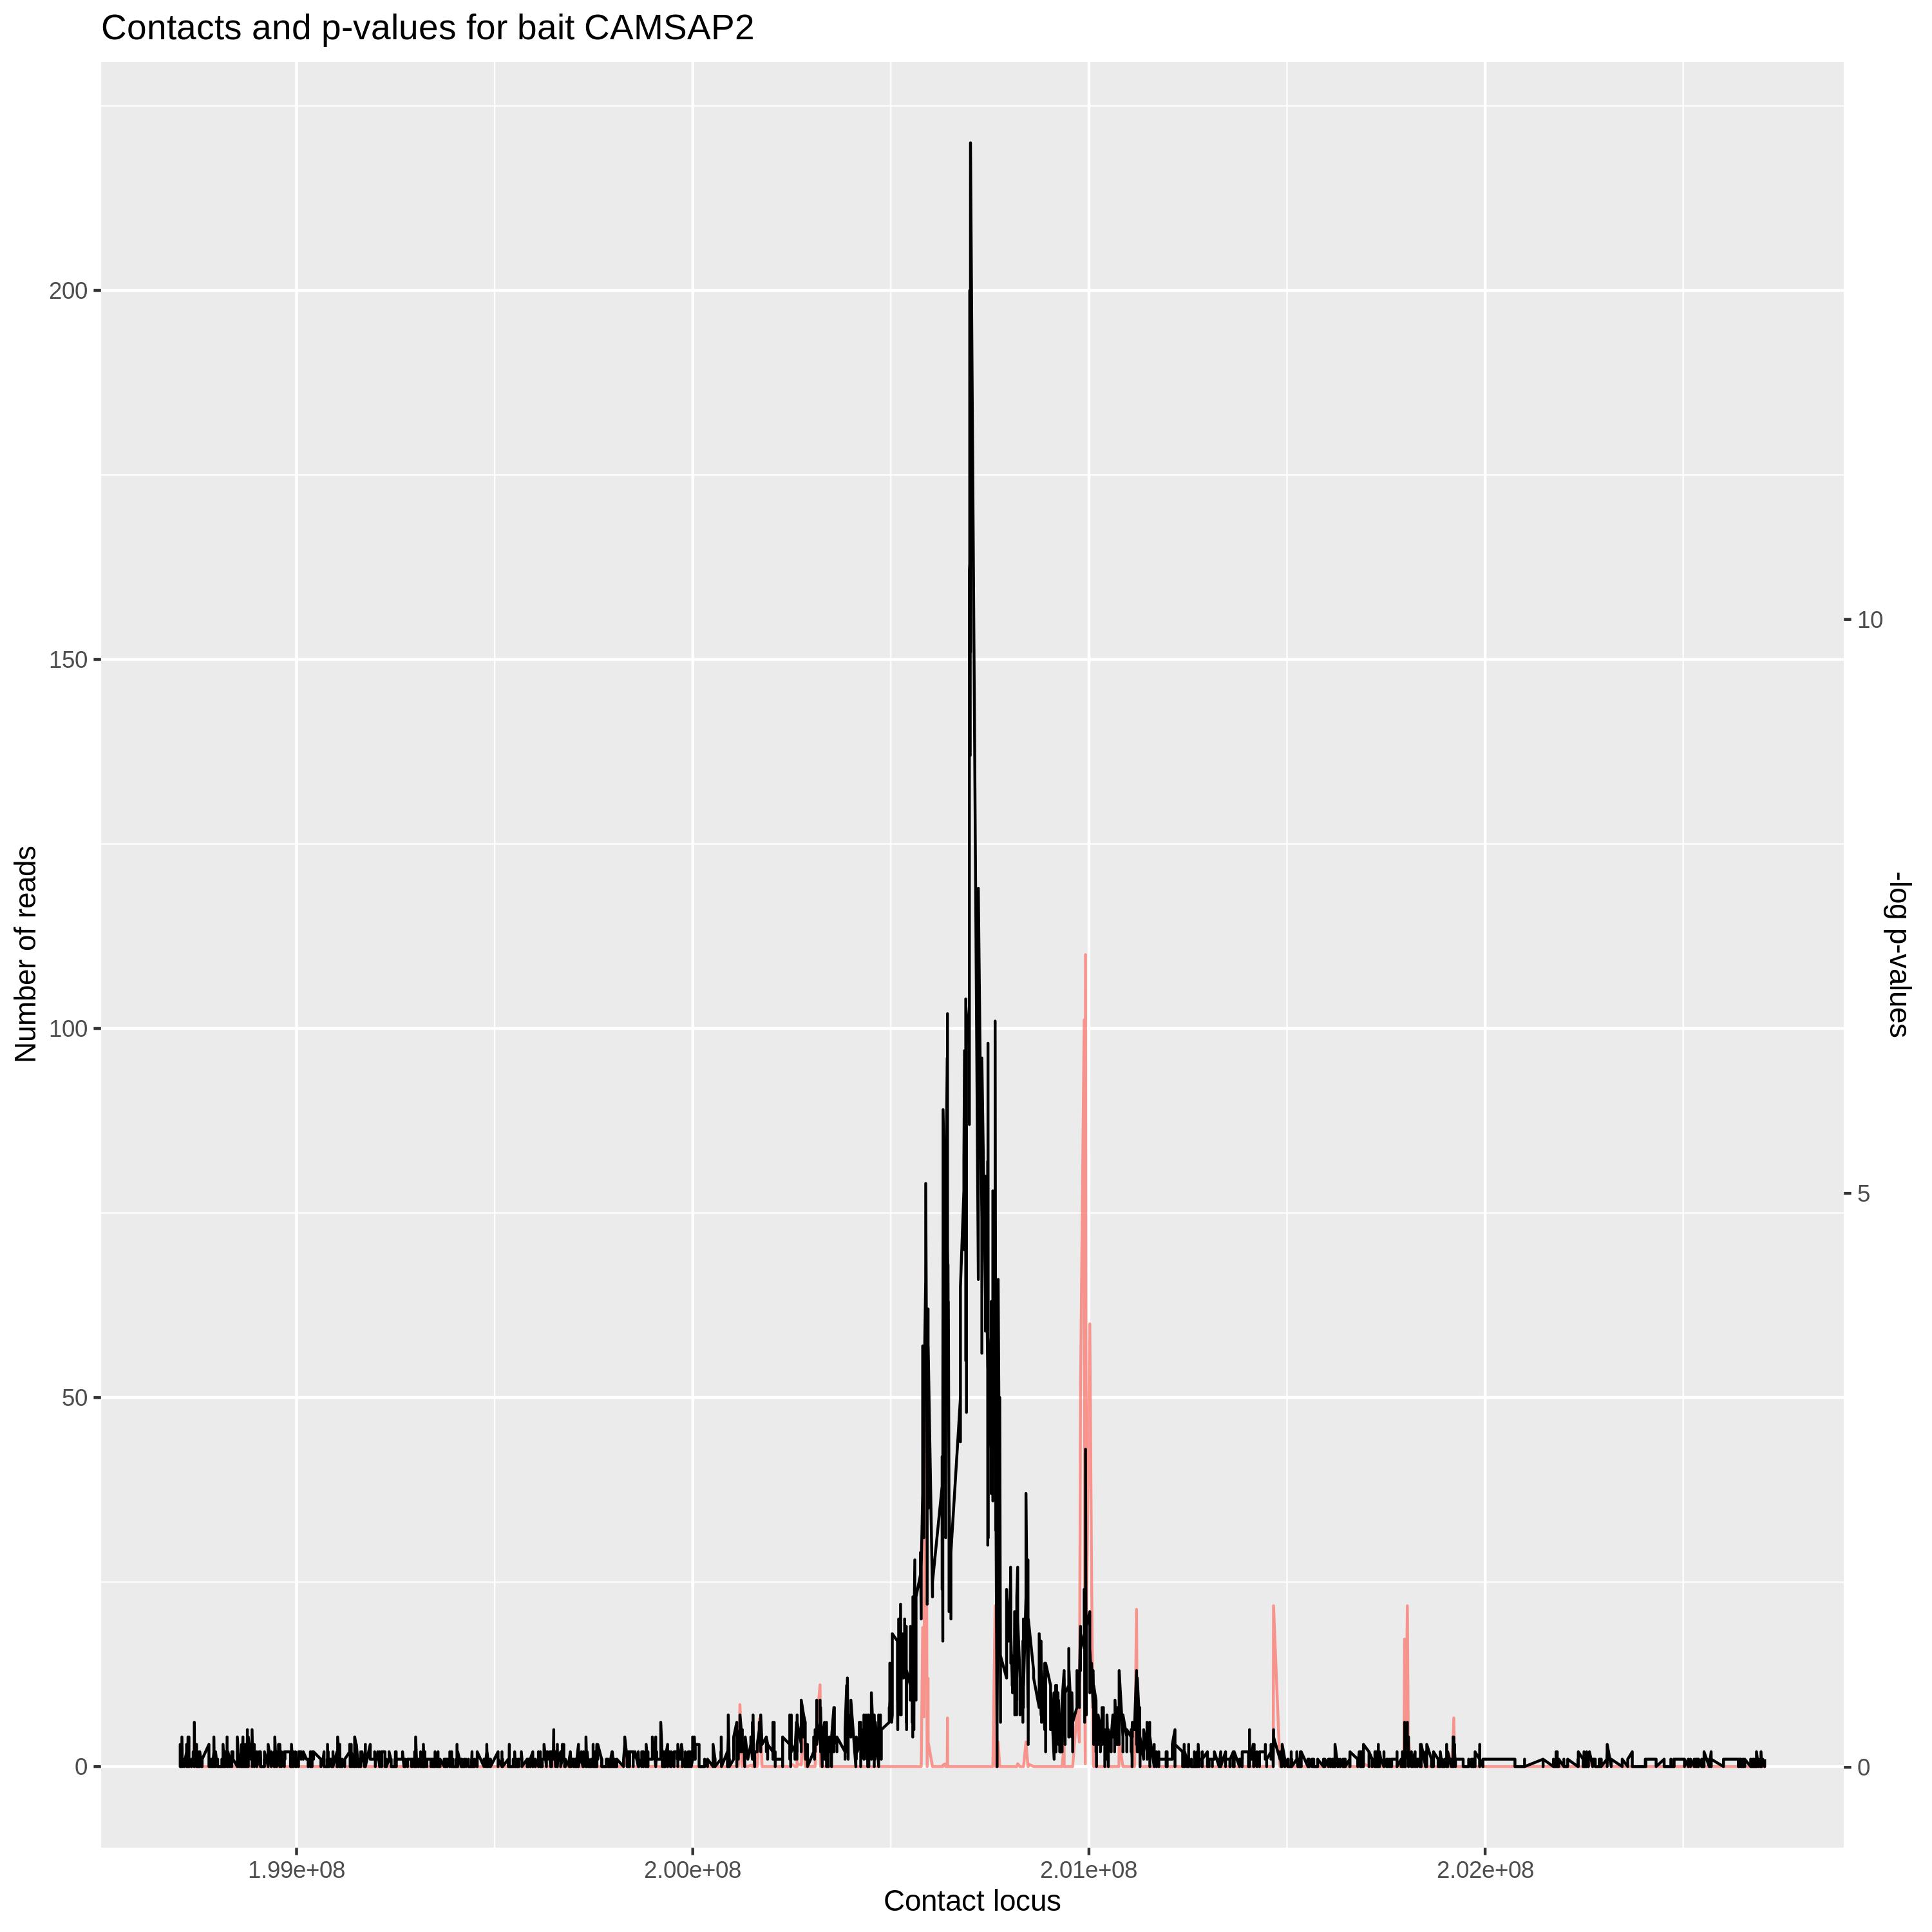 Contacts and p-values for bait CAMSAP2
200
150
100
50
0
Number of reads
10
5
0
-log p-values
1.99e+08
2.00e+08
2.01e+08
2.02e+08
Contact locus